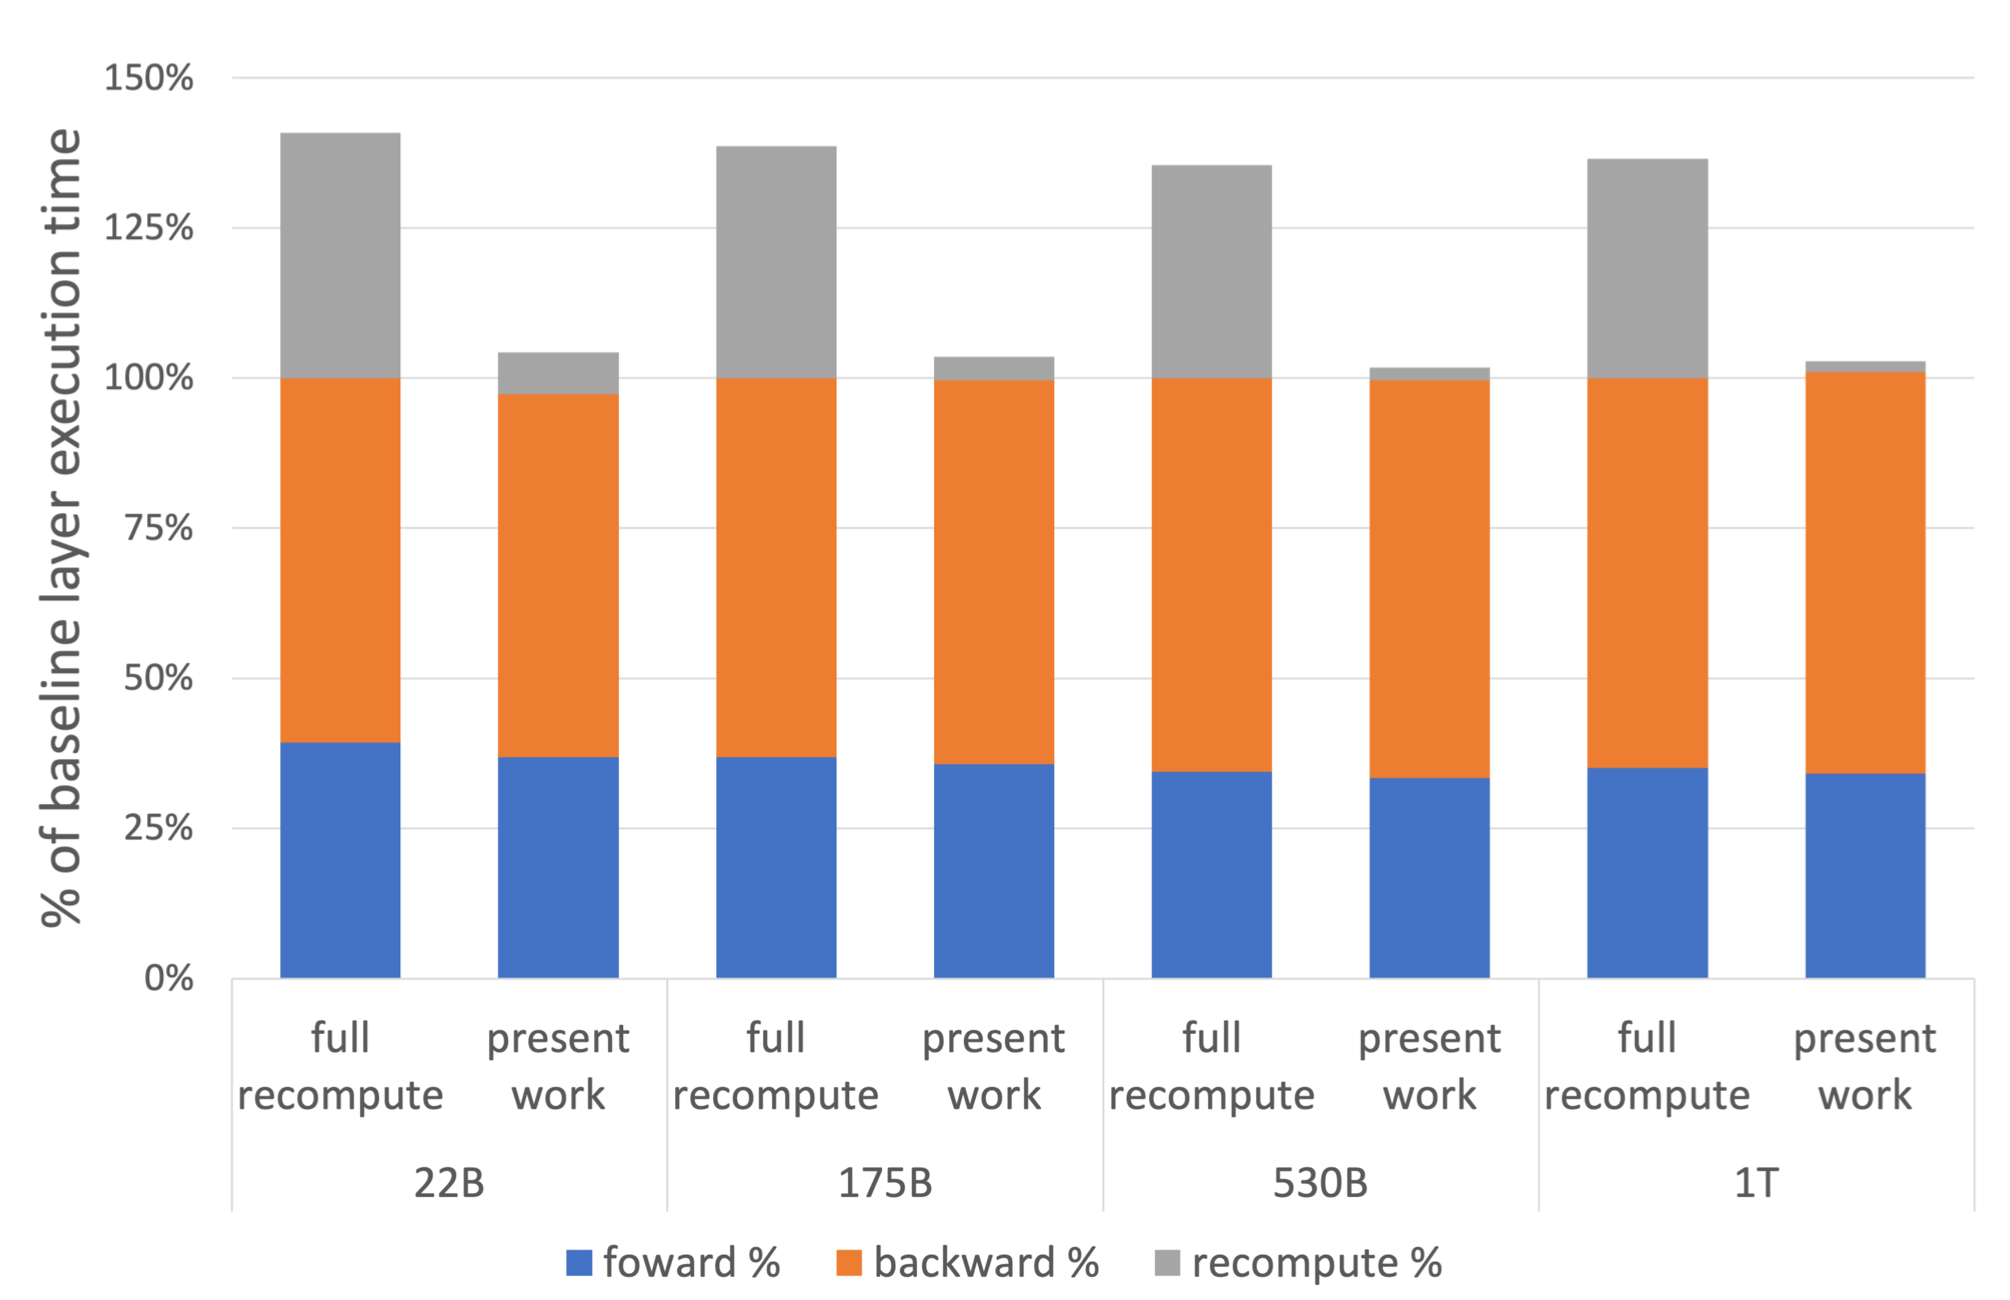 % of baseline layer execution time
150%
125%
100%
75%
50%
25%
0%
full recompute
present work
full recompute
present work
full recompute
present work
full recompute
present work
22B
175B
530B
1T
foward %
backward %
recompute %